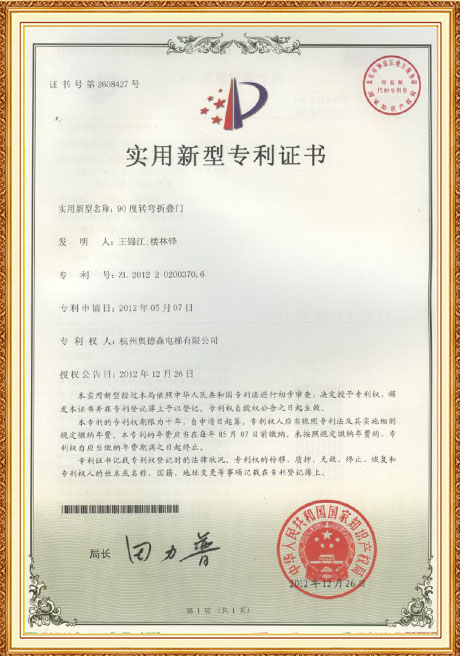 证书号第2608427号
实用新型专利证书
实用新型名称：90度转弯折叠门
发明人：王锦江;楼林锋
专利号：ZL 2012 2 0200370.6
专利申请日：2012年05月07日
专利权人：杭州奥德森电梯有限公司
授权公告日：2012年12月26日
本实用新型经过本局依照中华人民共和国专利法进行初步审查，决定授予专利权，颁
发本证书并在专利登记簿上予以登记。专利权自授权公告之日起生效。
本专利的专利权期限为十年，自申请日起算。专利权人应当依照专利法及其实施细则
规定缴纳年费。本专利的年费应当在每年05月07日前缴纳。未按照规定缴纳年费的，专
利权自应当缴纳年费期满之日起终止。
专利证书记载专利权登记时的法律状况。专利权的转移、质押、无效、终止、恢复和
专利权人的姓名或名称、国籍、地址变更等事项记载在专利登记簿上。
局长
田力普
中华人民共和国国家知识产权局
2012年12月26日
第1页（共1页）